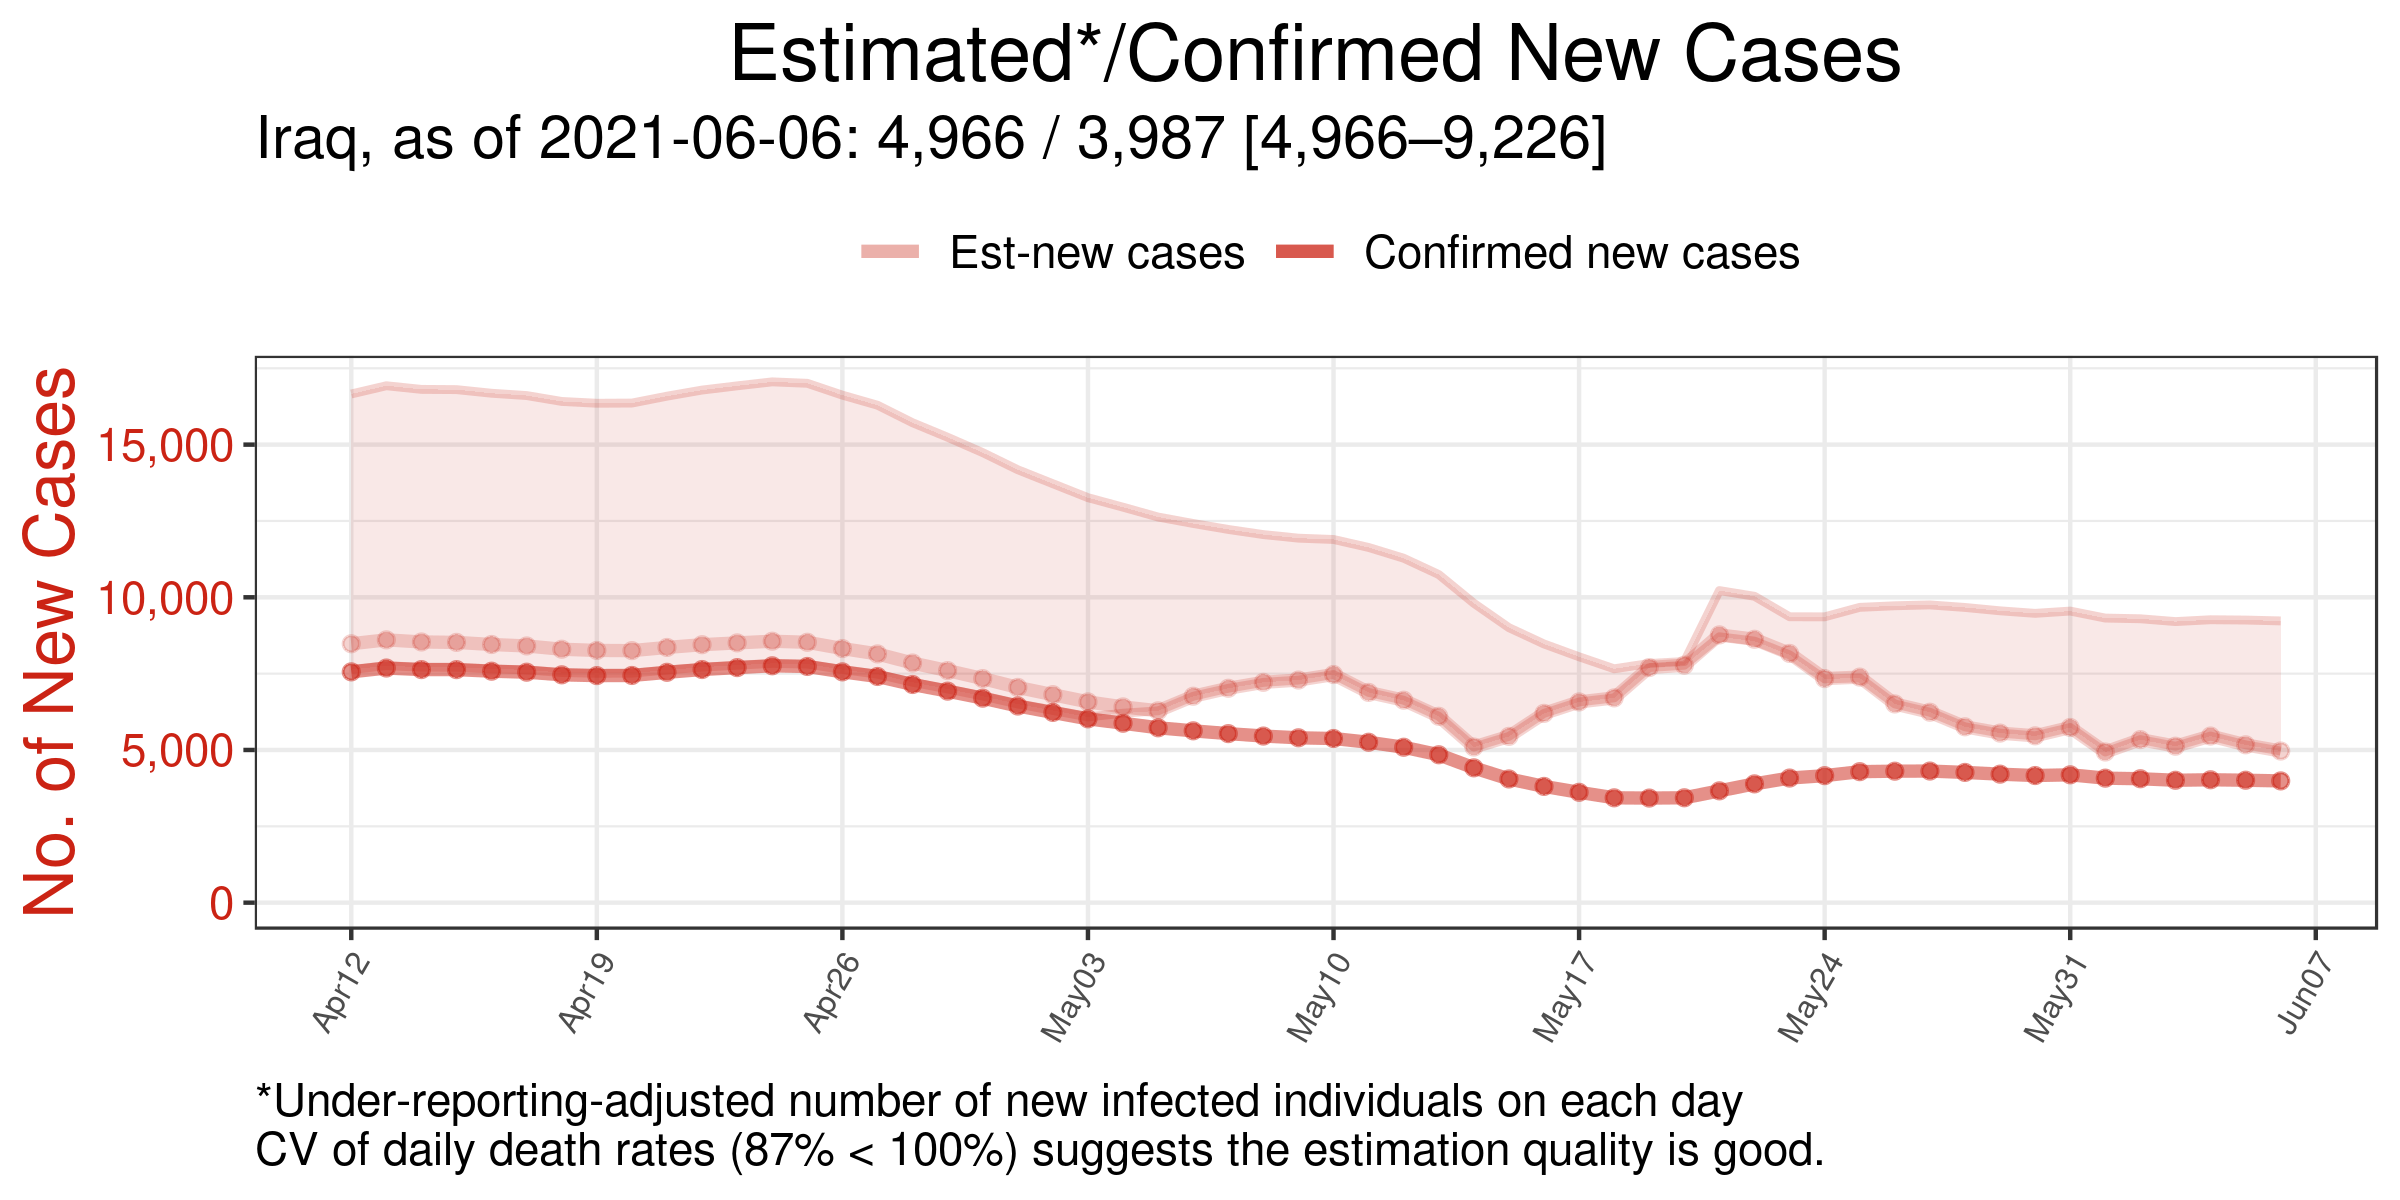 Estimated*/Confirmed New Cases
Iraq, as of 2021-06-06: 4,966 / 3,987 [4,966–9,226]
Est-new cases Confirmed new cases
No. of New Cases
15,000
10,000
5,000
0
Apr12 Apr19 Apr26 May03 May10 May17 May24 May31 Jun07
*Under-reporting-adjusted number of new infected individuals on each day
CV of daily death rates (87% < 100%) suggests the estimation quality is good.